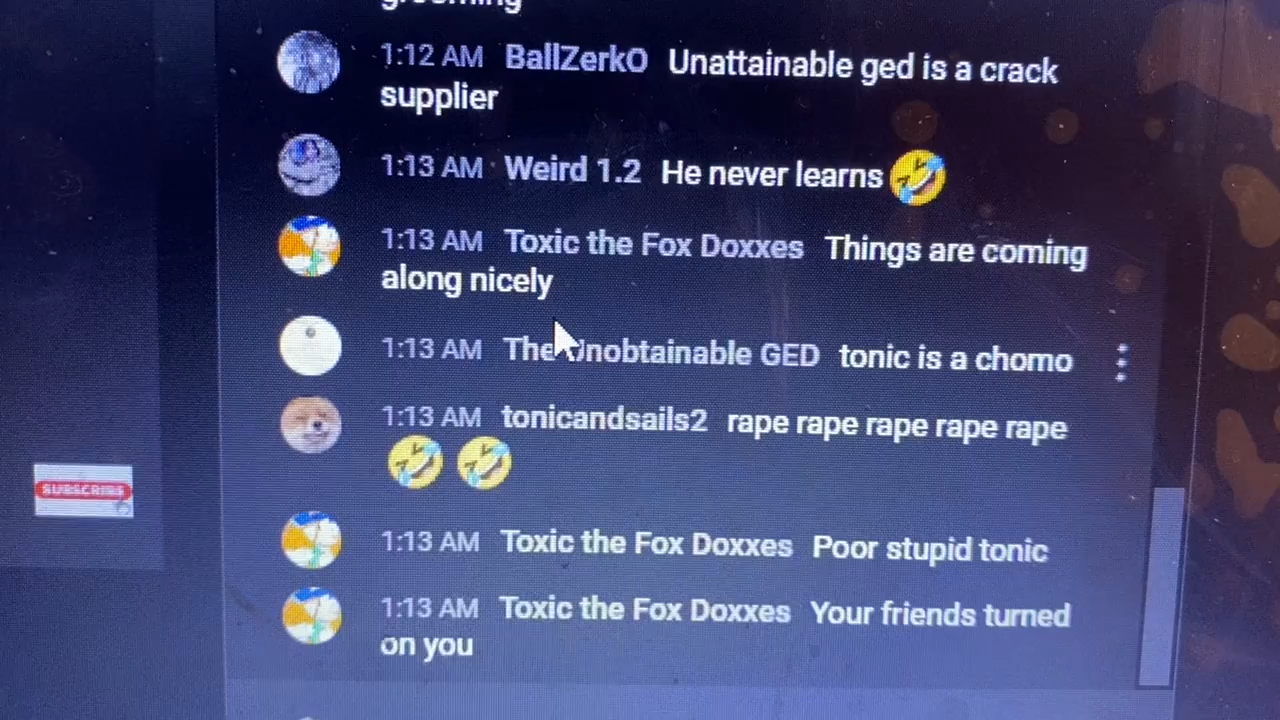 grooming
1:12 AM BallZerkO Unattainable ged is a crack
supplier
1:13 AM Weird 1.2 He never learns 🤣
1:13 AM Toxic the Fox Doxxes Things are coming
along nicely
1:13 AM The Unobtainable GED tonic is a chomo
1:13 AM tonicandsails2 rape rape rape rape rape
🤣 🤣
SUBSCRIBE
1:13 AM Toxic the Fox Doxxes Poor stupid tonic
1:13 AM Toxic the Fox Doxxes Your friends turned
on you